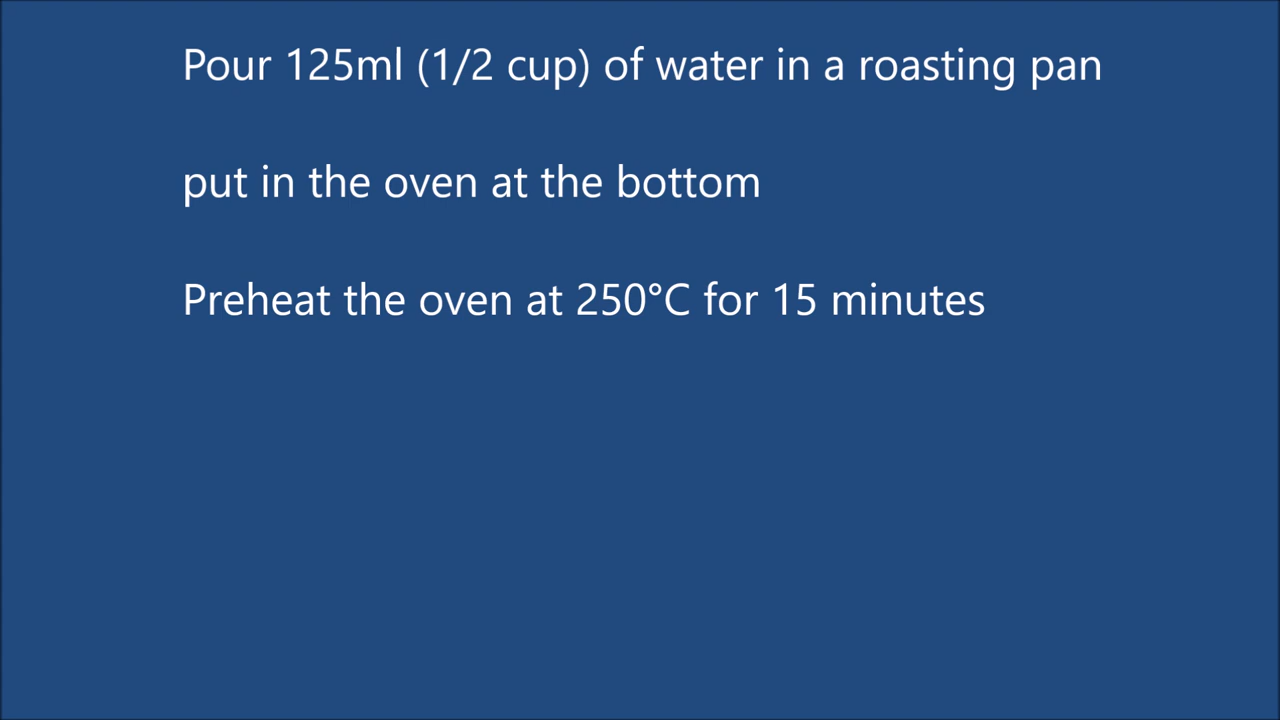 Pour 125ml (1/2 cup) of water in a roasting pan
put in the oven at the bottom
Preheat the oven at 250°C for 15 minutes